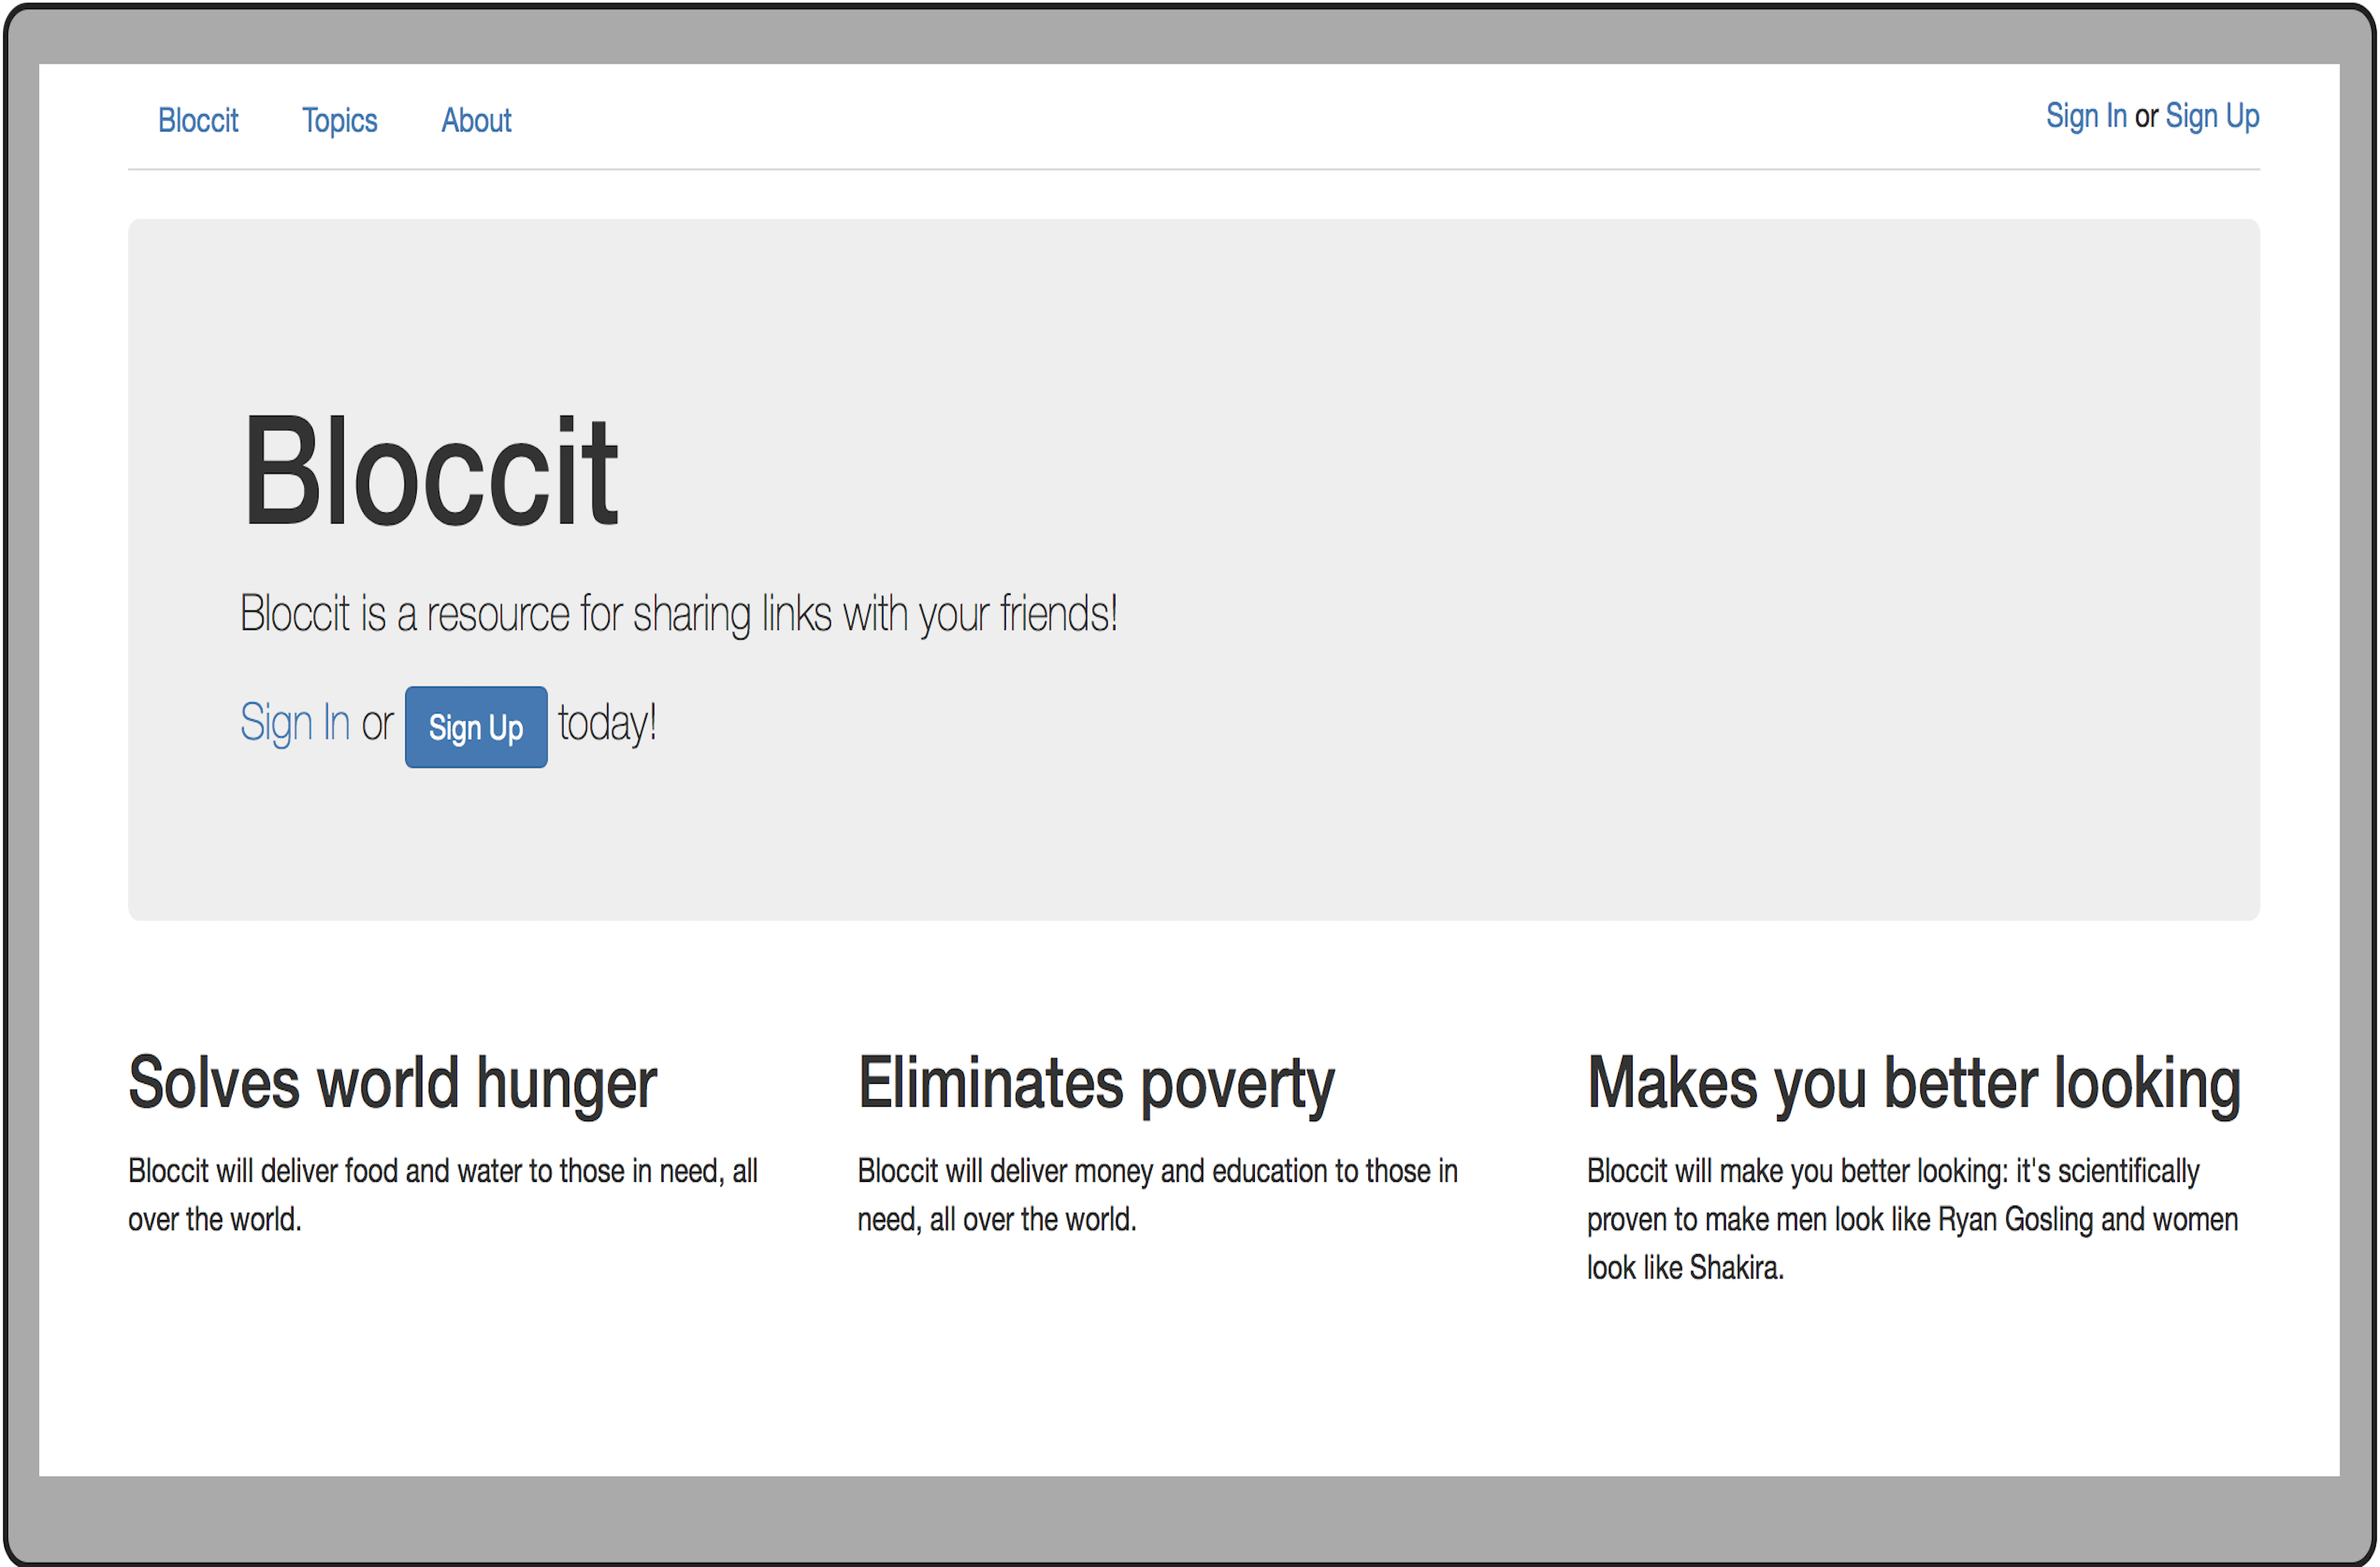 Bloccit Topics About Sign In or Sign Up
Bloccit
Bloccit is a resource for sharing links with your friends!
Sign In or Sign Up today!
Solves world hunger
Bloccit will deliver food and water to those in need, all
over the world.
Eliminates poverty
Bloccit will deliver money and education to those in
need, all over the world.
Makes you better looking
Bloccit will make you better looking: it's scientifically
proven to make men look like Ryan Gosling and women
look like Shakira.